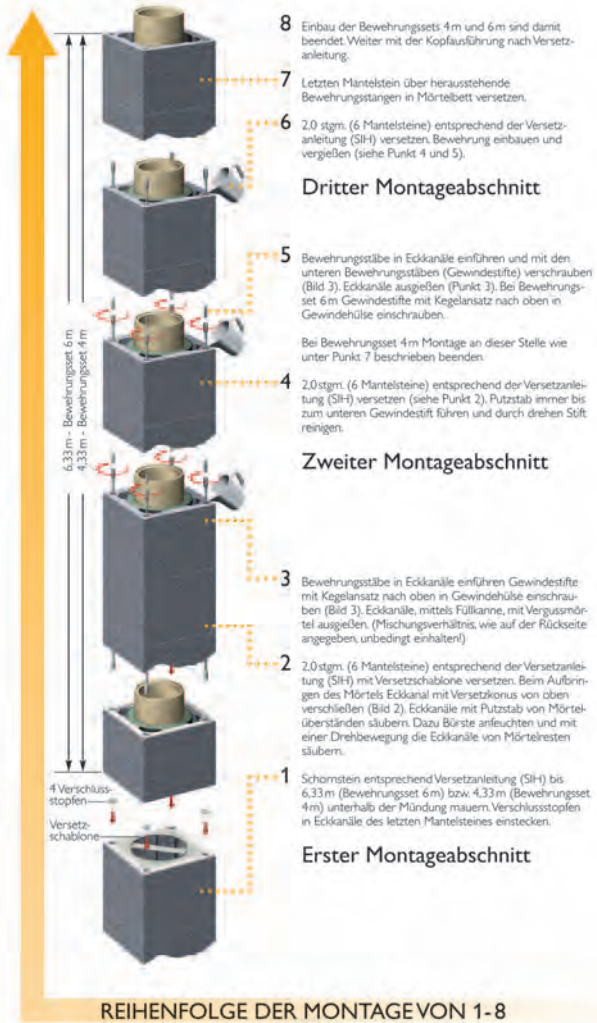 8 Einbau der Bewehrungssets 4 m und 6 m sind damit
beendet. Weiter mit der Kopfausführung nach Versetz-
anleitung.
7 Letzten Mantelstein über herausstehende
Bewehrungsstangen in Mörtelbett versetzen.
6 2,0 stgm. (6 Mantelsteine) entsprechend der Versetz-
anleitung (SIH) versetzen. Bewehrung einbauen und
vergießen (siehe Punkt 4 und 5).
Dritter Montageabschnitt
5 Bewehrungsstäbe in Eckkanäle einführen und mit den
unteren Bewehrungsstäben (Gewindestifte) verschrauben
(Bild 3). Eckkanäle ausgießen (Punkt 3). Bei Bewehrungs-
set 6 m Gewindestifte mit Kegelansatz nach oben in
Gewindehülse einschrauben.
Bei Bewehrungsset 4 m Montage an dieser Stelle wie
unter Punkt 7 beschrieben beenden.
4 2,0 stgm. (6 Mantelsteine) entsprechend der Versetzanlei-
tung (SIH) versetzen (siehe Punkt 2). Putzstab immer bis
zum unteren Gewindestift führen und durch drehen Stift
reinigen.
Zweiter Montageabschnitt
3 Bewehrungsstäbe in Eckkanäle einführen Gewindestifte
mit Kegelansatz nach oben in Gewindehülse einschrau-
ben (Bild 3). Eckkanäle, mittels Füllkanne, mit Vergussmör-
tel ausgießen. (Mischungsverhältnis, wie auf der Rückseite
angegeben, unbedingt einhalten!)
2 2,0 stgm. (6 Mantelsteine) entsprechend der Versetzanlei-
tung (SIH) mit Versetzschablone versetzen. Beim Aufbrin-
gen des Mörtels Eckkanal mit Versetzkonus von oben
verschließen (Bild 2). Eckkanäle mit Putzstab von Mörtel-
überständen säubern. Dazu Bürste anfeuchten und mit
einer Drehbewegung die Eckkanäle von Mörtelresten
säubern.
1 Schornstein entsprechend Versetzanleitung (SIH) bis
6,33 m (Bewehrungsset 6 m) bzw. 4,33 m (Bewehrungsset
4 m) unterhalb der Mündung mauern. Verschlussstopfen
in Eckkanäle des letzten Mantelsteines einstecken.
Erster Montageabschnitt
6,33 m - Bewehrungsset 6 m
4,33 m - Bewehrungsset 4 m
4 Verschluss-
stopfen
Versetz-
schablone
REIHENFOLGE DER MONTAGE VON 1-8